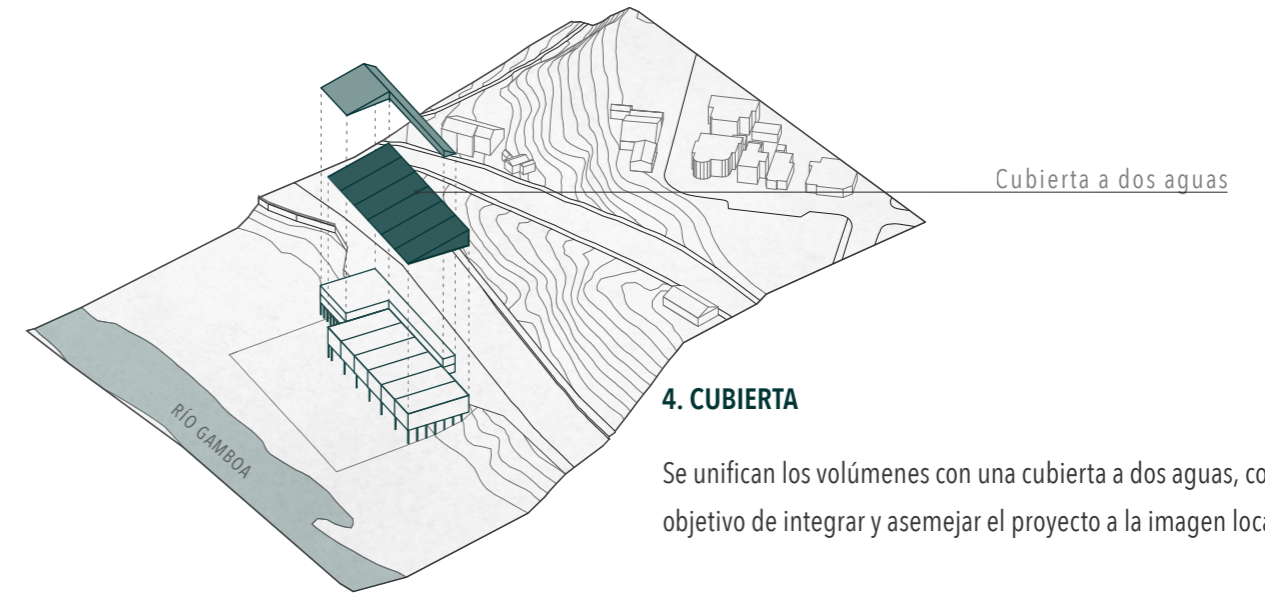 Cubierta a dos aguas
RÍO GAMBOA
4. CUBIERTA
Se unifican los volúmenes con una cubierta a dos aguas, co
objetivo de integrar y asemejar el proyecto a la imagen loca